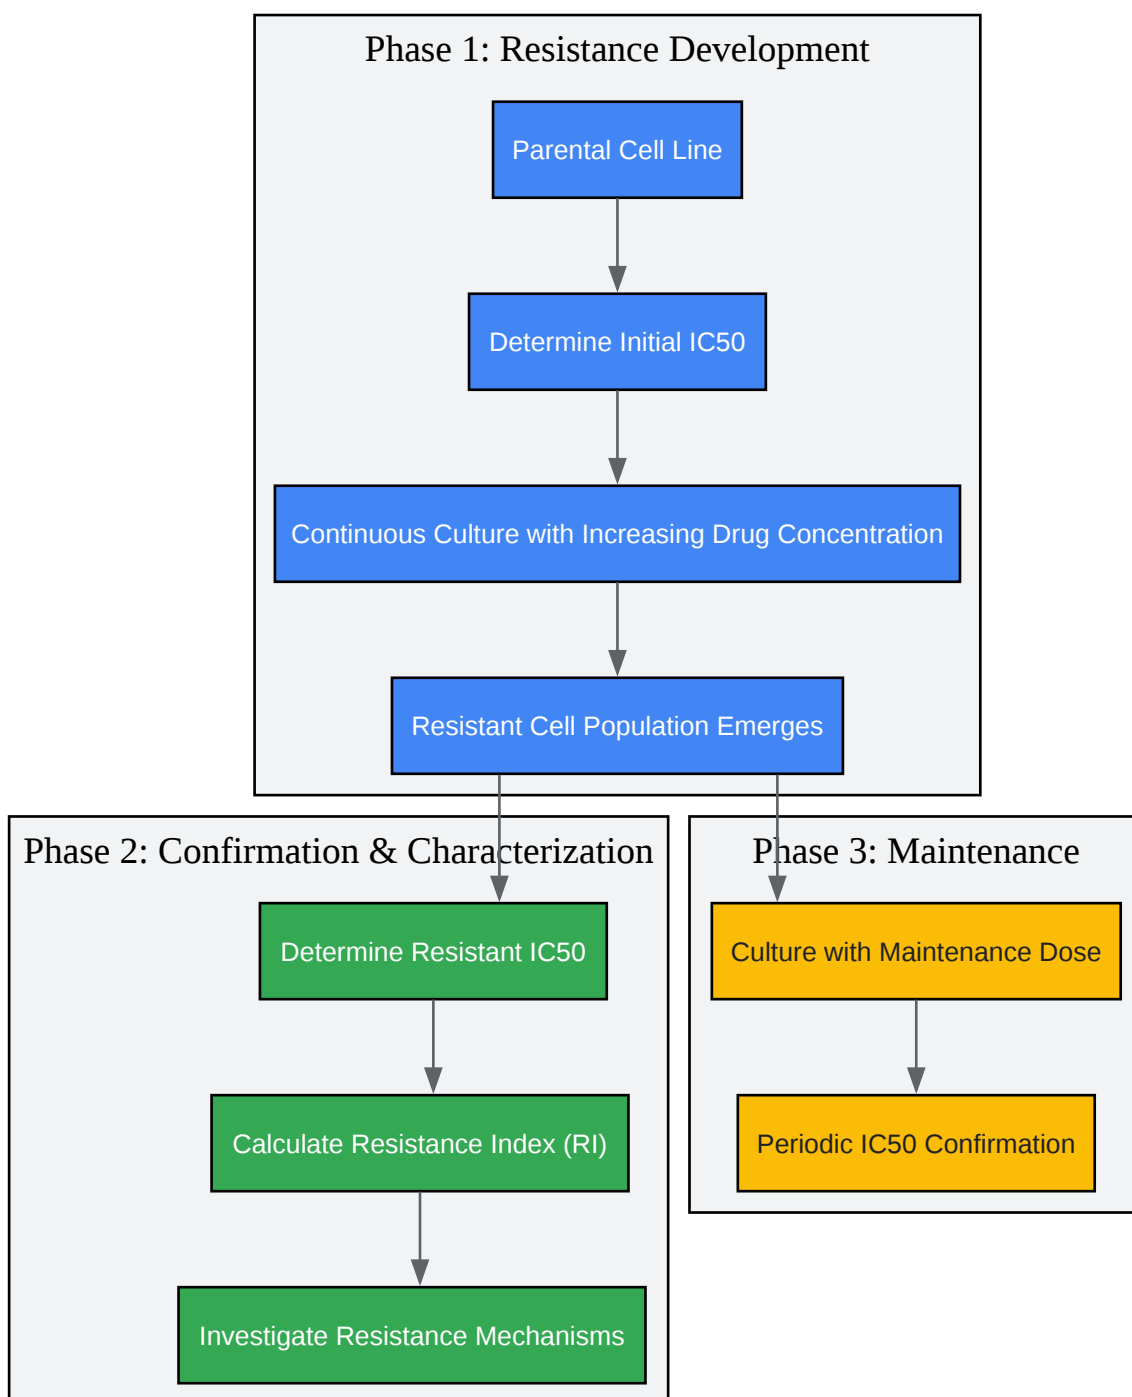 Phase 1: Resistance Development
Parental Cell Line
Determine Initial IC50
Continuous Culture with Increasing Drug Concentration
Resistant Cell Population Emerges
Phase 2: Confirmation & Characterization
Determine Resistant IC50
Calculate Resistance Index (RI)
Investigate Resistance Mechanisms
Phase 3: Maintenance
Culture with Maintenance Dose
Periodic IC50 Confirmation